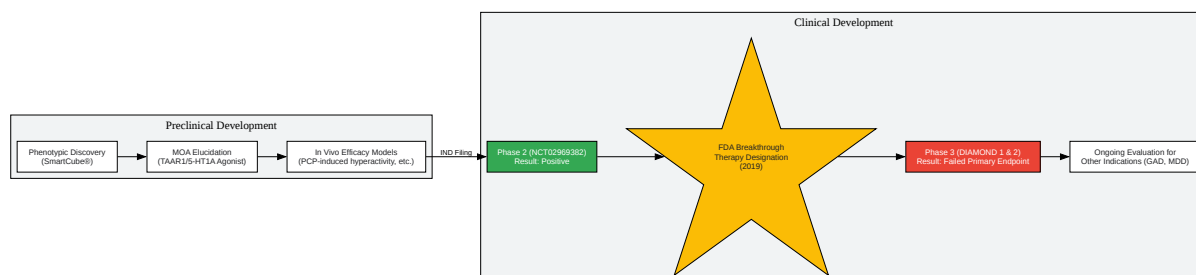 Clinical Development
Preclinical Development
Phenotypic Discovery
(SmartCube®)
MOA Elucidation
(TAAR1/5-HT1A Agonist)
In Vivo Efficacy Models
(PCP-induced hyperactivity, etc.)
IND Filing
Phase 2 (NCT02969382)
Result: Positive
FDA Breakthrough
Therapy Designation
(2019)
Phase 3 (DIAMOND 1 & 2)
Result: Failed Primary Endpoint
Ongoing Evaluation for
Other Indications (GAD, MDD)